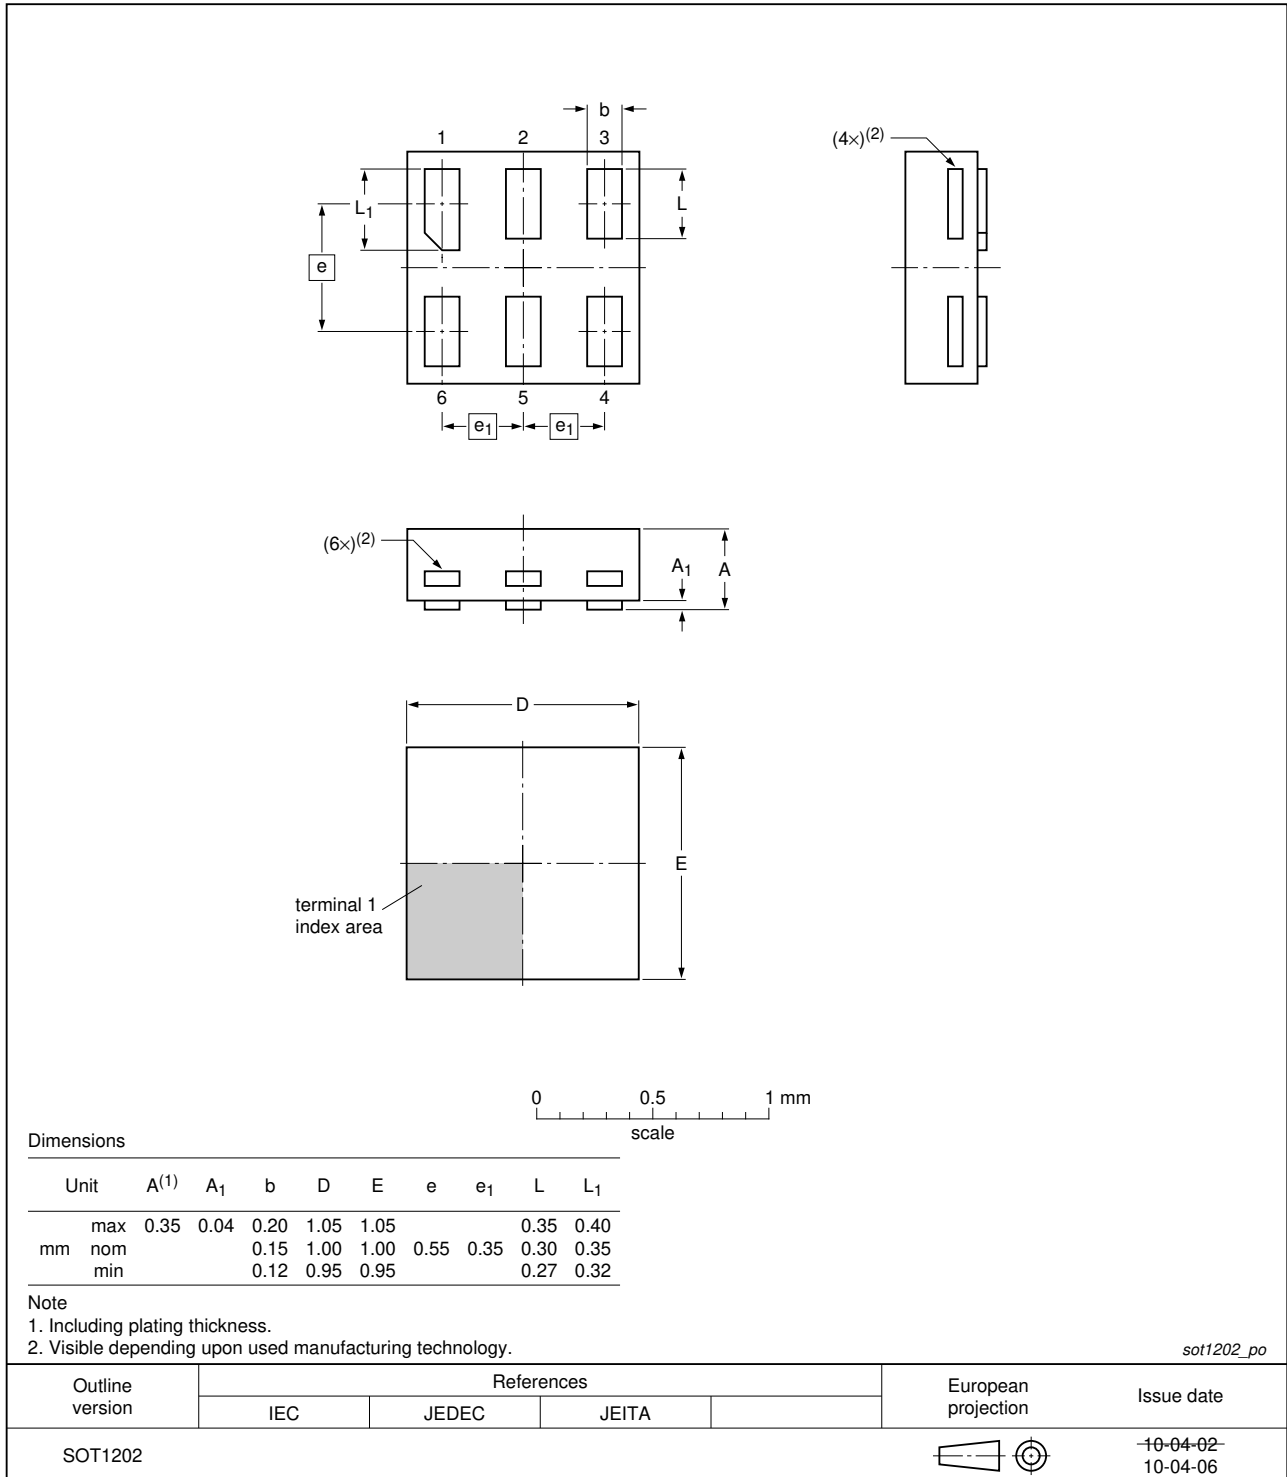 b
1 2 3
(4×)(2)
L1
L
e
6 5 4
e1 e1
(6×)(2)
A1 A
D
E
terminal 1
index area
0 0.5 1 mm
scale
Dimensions
Unit A(1) A1 b D E e e1 L L1
max 0.35 0.04 0.20 1.05 1.05 0.35 0.40
mm nom 0.15 1.00 1.00 0.55 0.35 0.30 0.35
min 0.12 0.95 0.95 0.27 0.32
Note
1. Including plating thickness.
2. Visible depending upon used manufacturing technology.
sot1202_po
Outline version
References
European projection
Issue date
IEC JEDEC JEITA
SOT1202
10-04-02
10-04-06